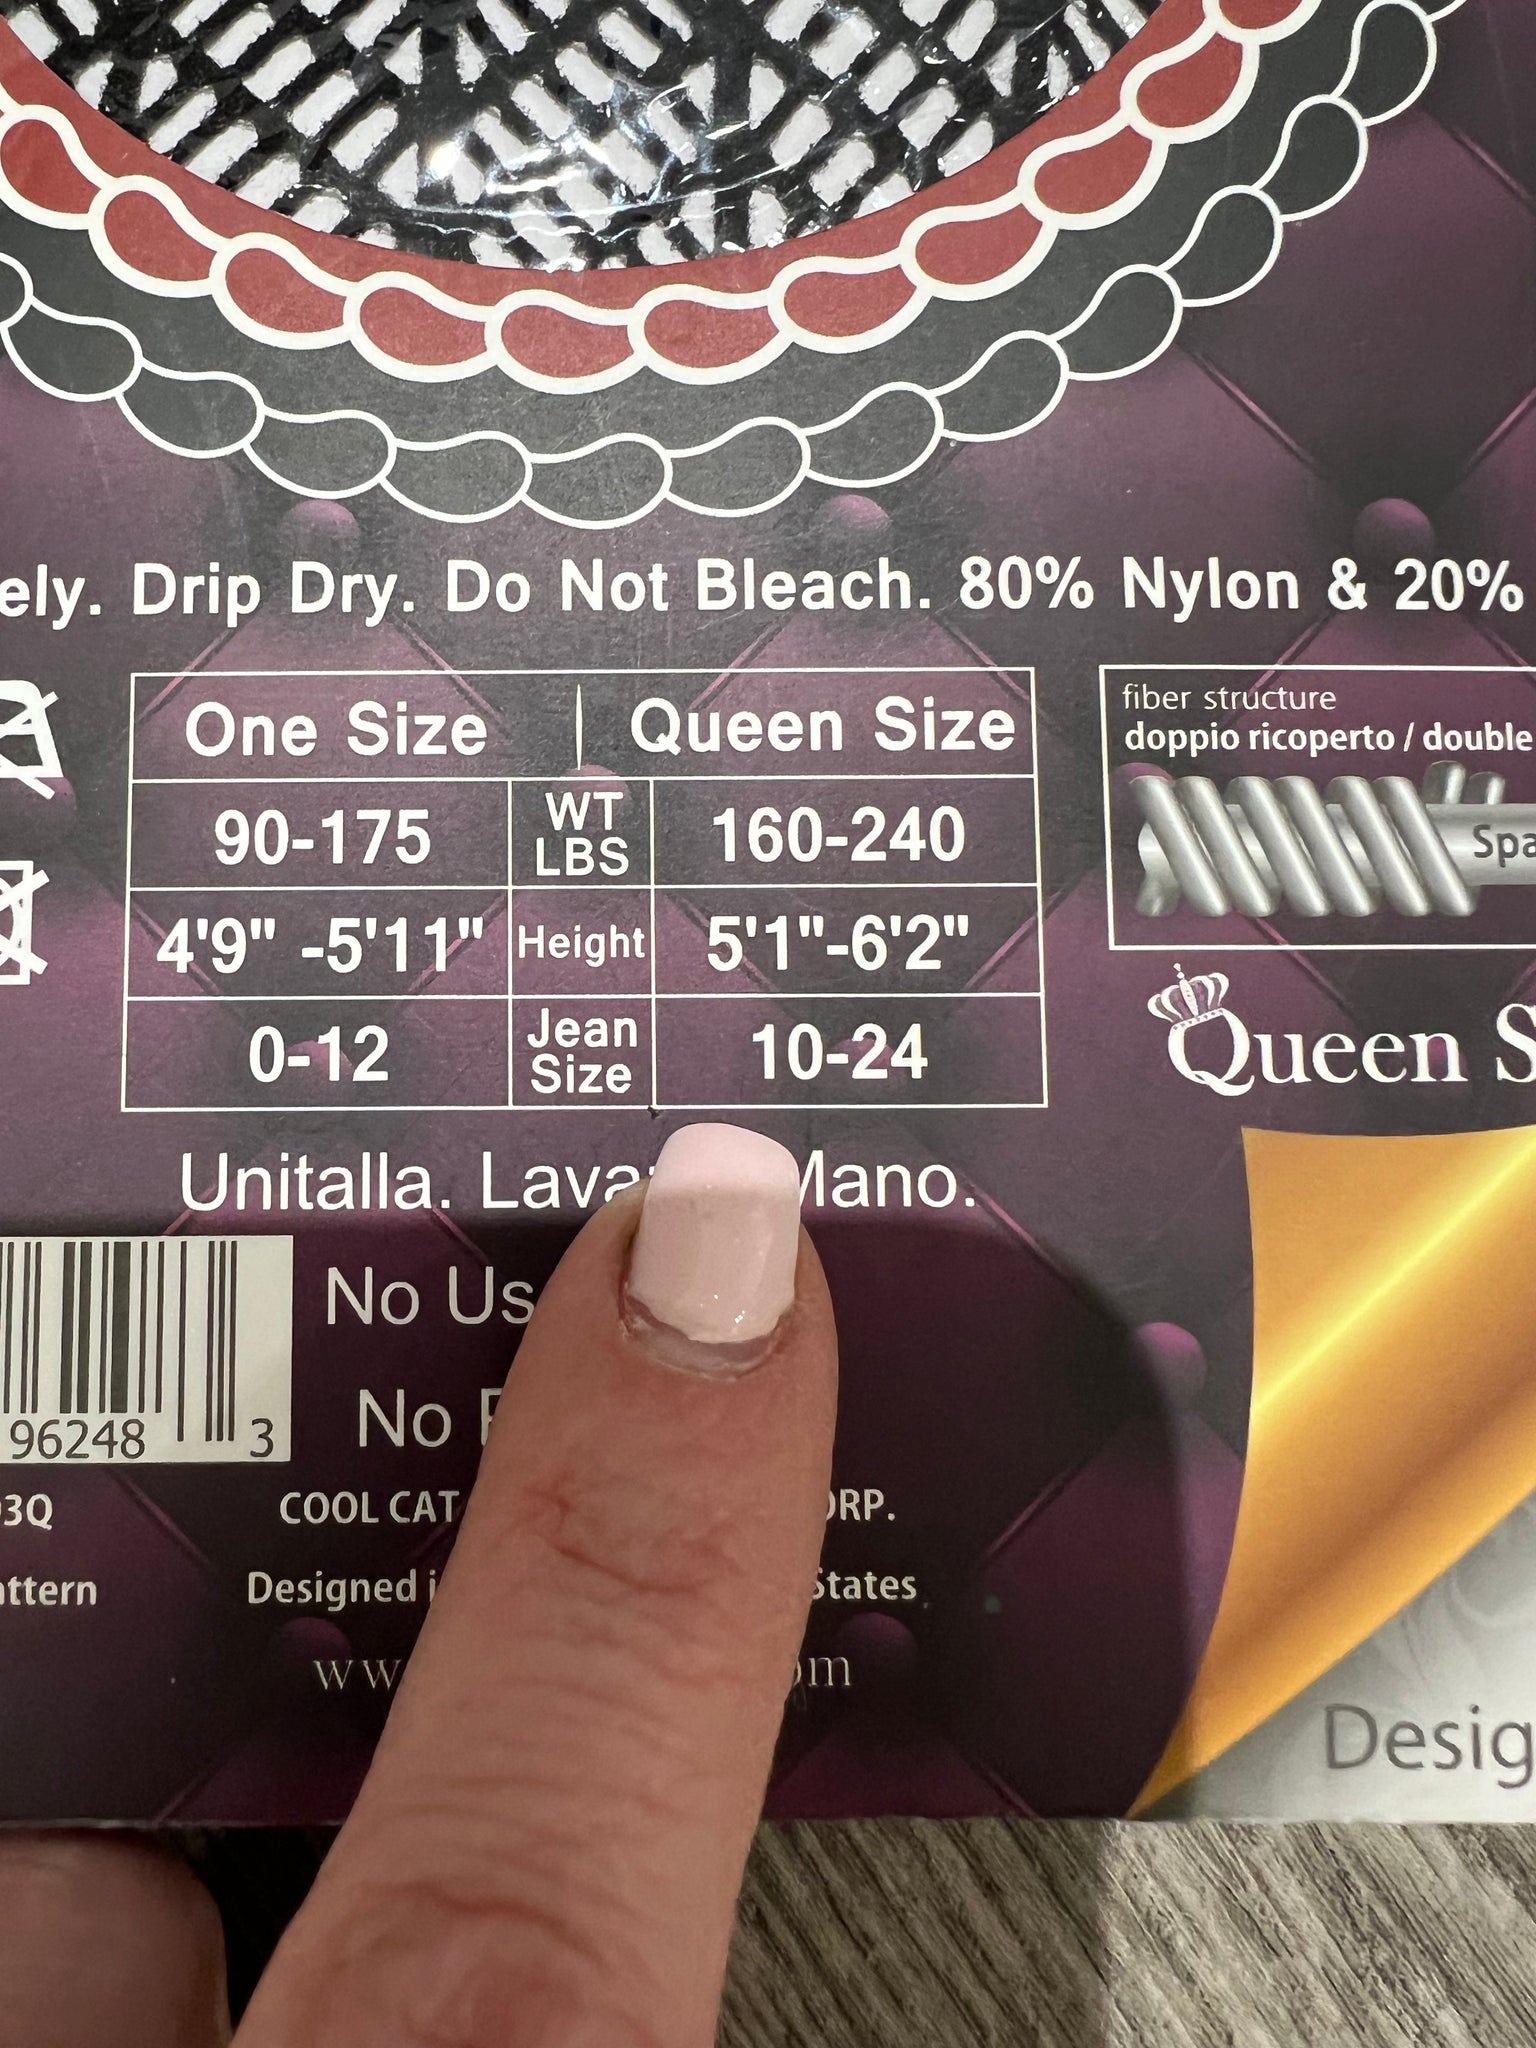 ely. Drip Dry. Do Not Bleach. 80% Nylon & 20%
One Size | Queen Size
90-175 WT LBS 160-240
4'9" -5'11" Height 5'1"-6'2"
0-12 Jean Size 10-24
fiber structure
doppio ricoperto / double
Spa
Queen S
Unitalla. Lava Mano.
No Us
No
96248 3
3Q
COOL CAT ORP.
ttern
Designed i States
ww om
Desig